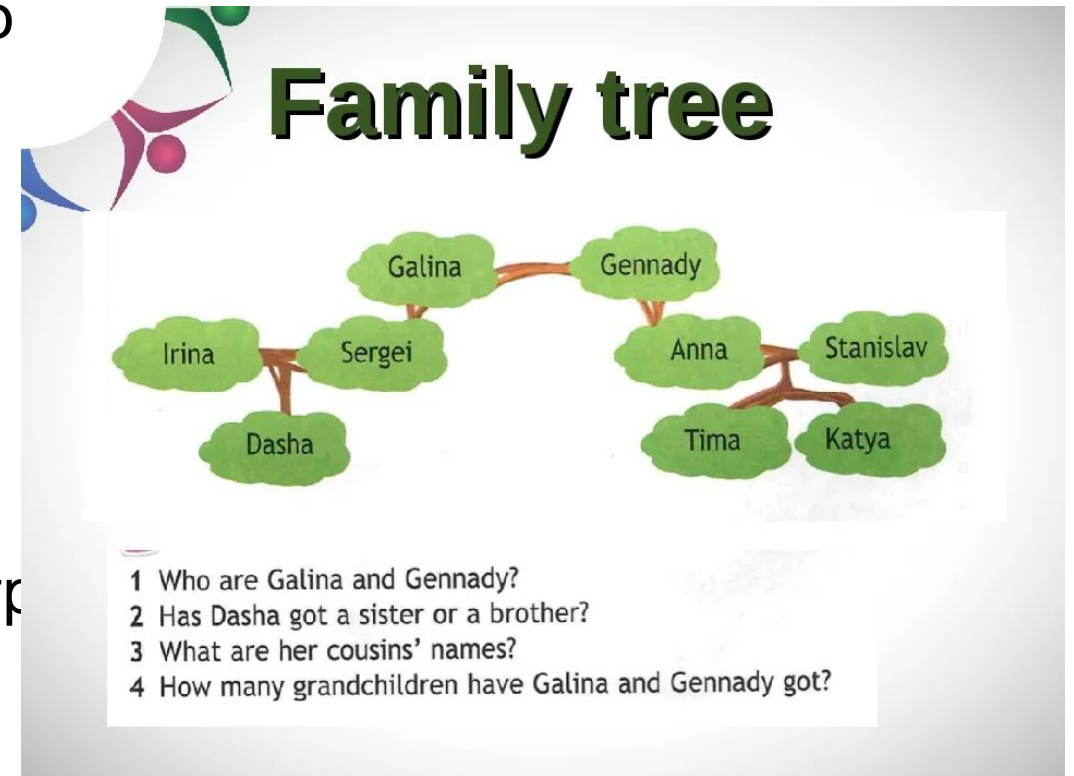 Family tree
Galina
Gennady
Irina
Sergei
Anna
Stanislav
Dasha
Tima
Katya
1 Who are Galina and Gennady?
2 Has Dasha got a sister or a brother?
3 What are her cousins’ names?
4 How many grandchildren have Galina and Gennady got?